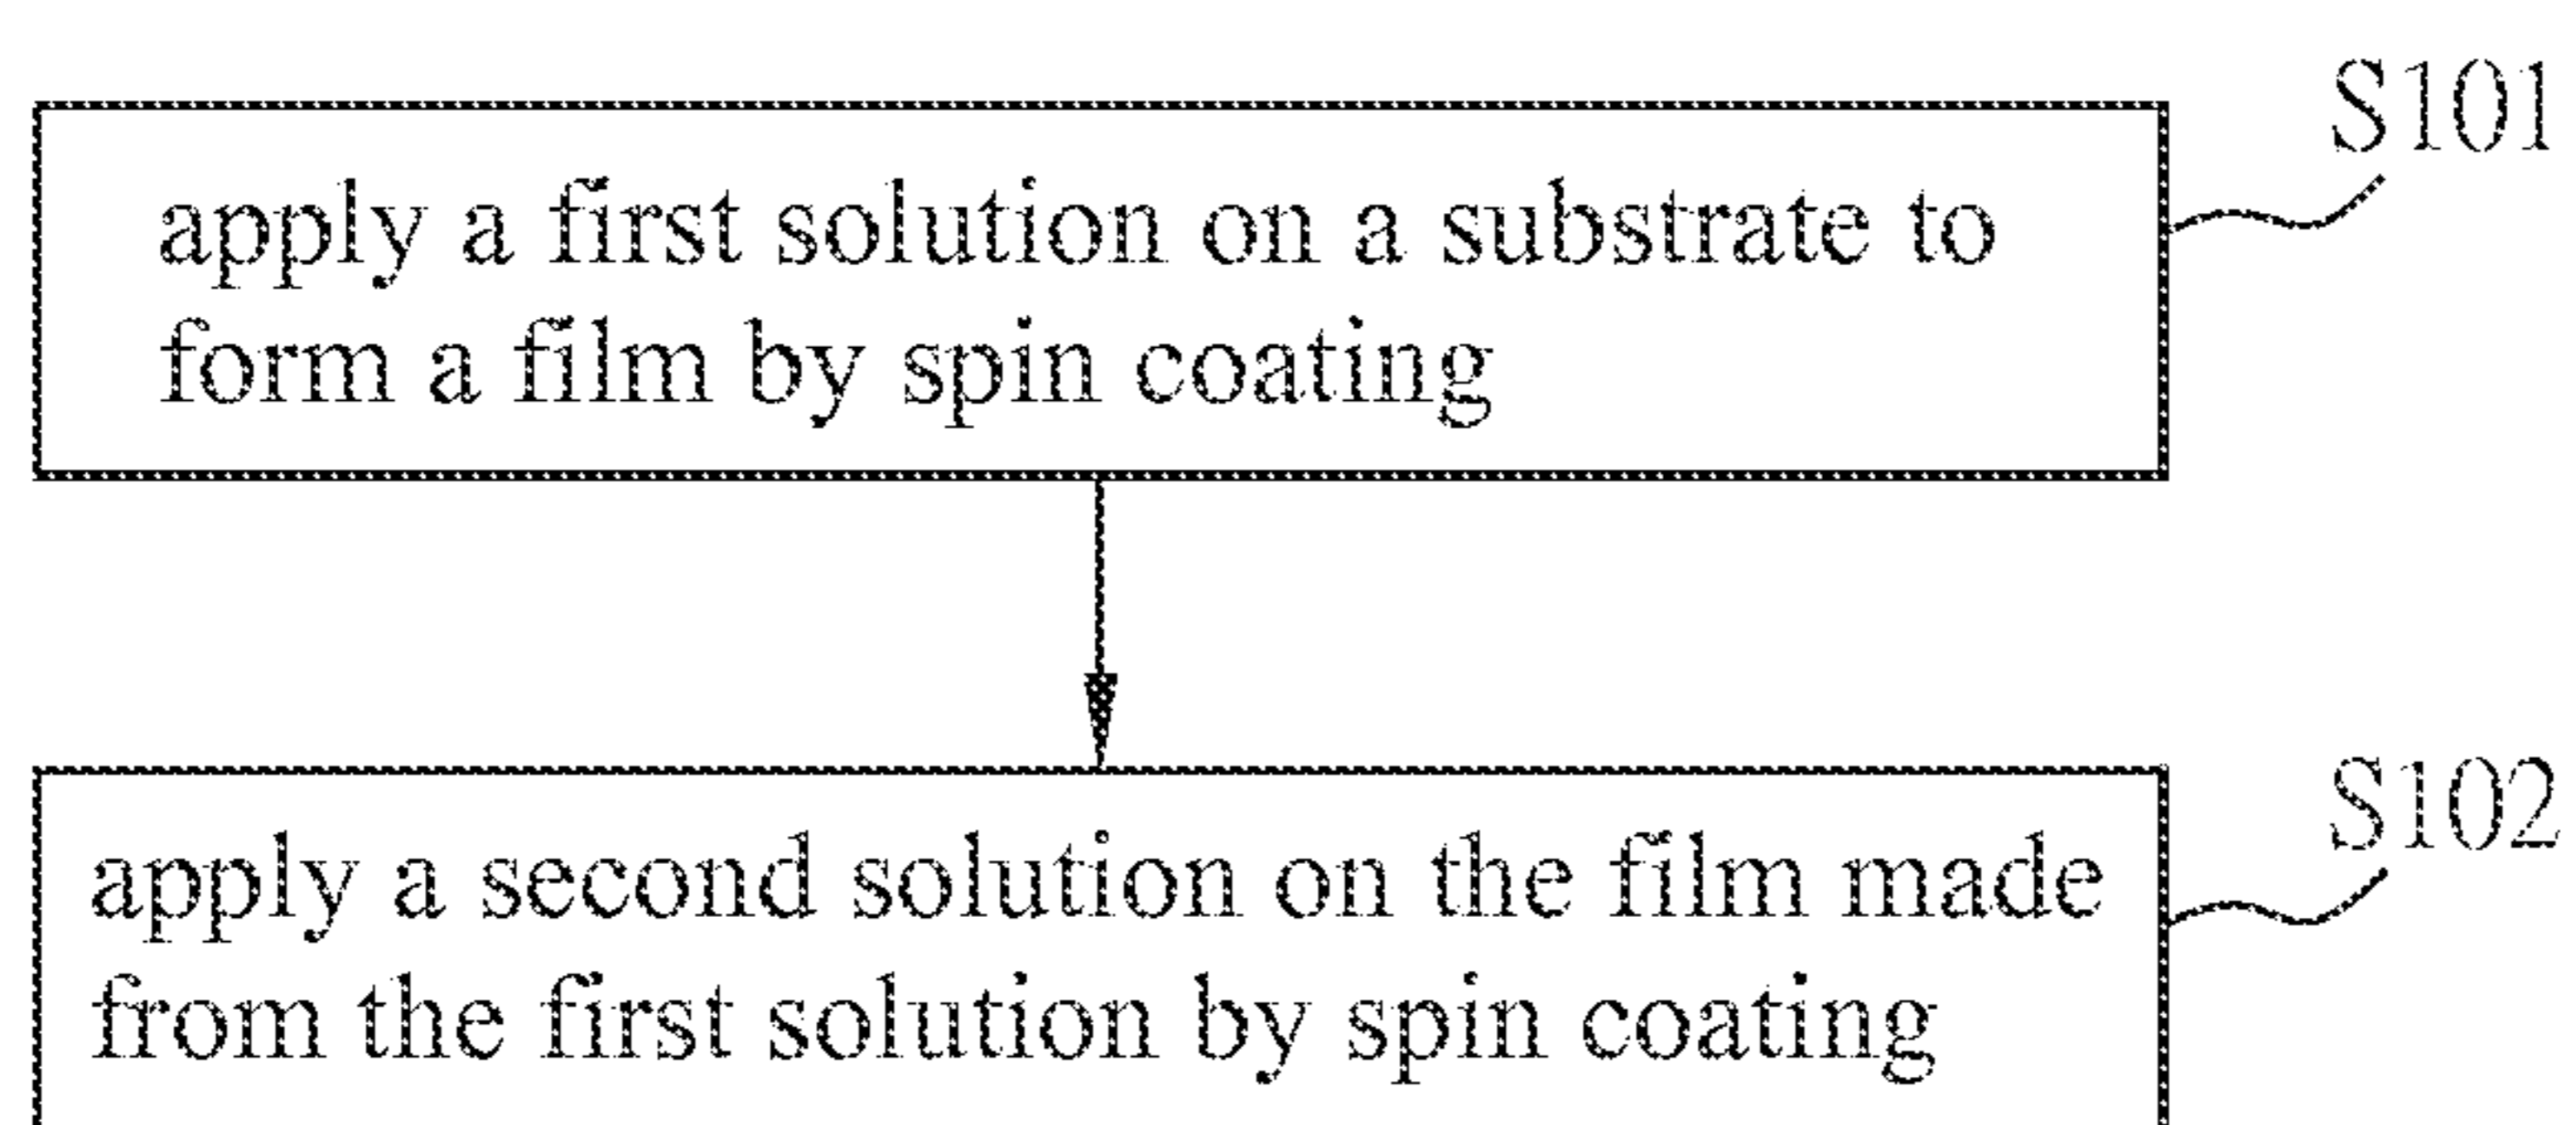 S101
apply a first solution on a substrate to
form a film by spin coating
S102
apply a second solution on the film made
from the first solution by spin coating